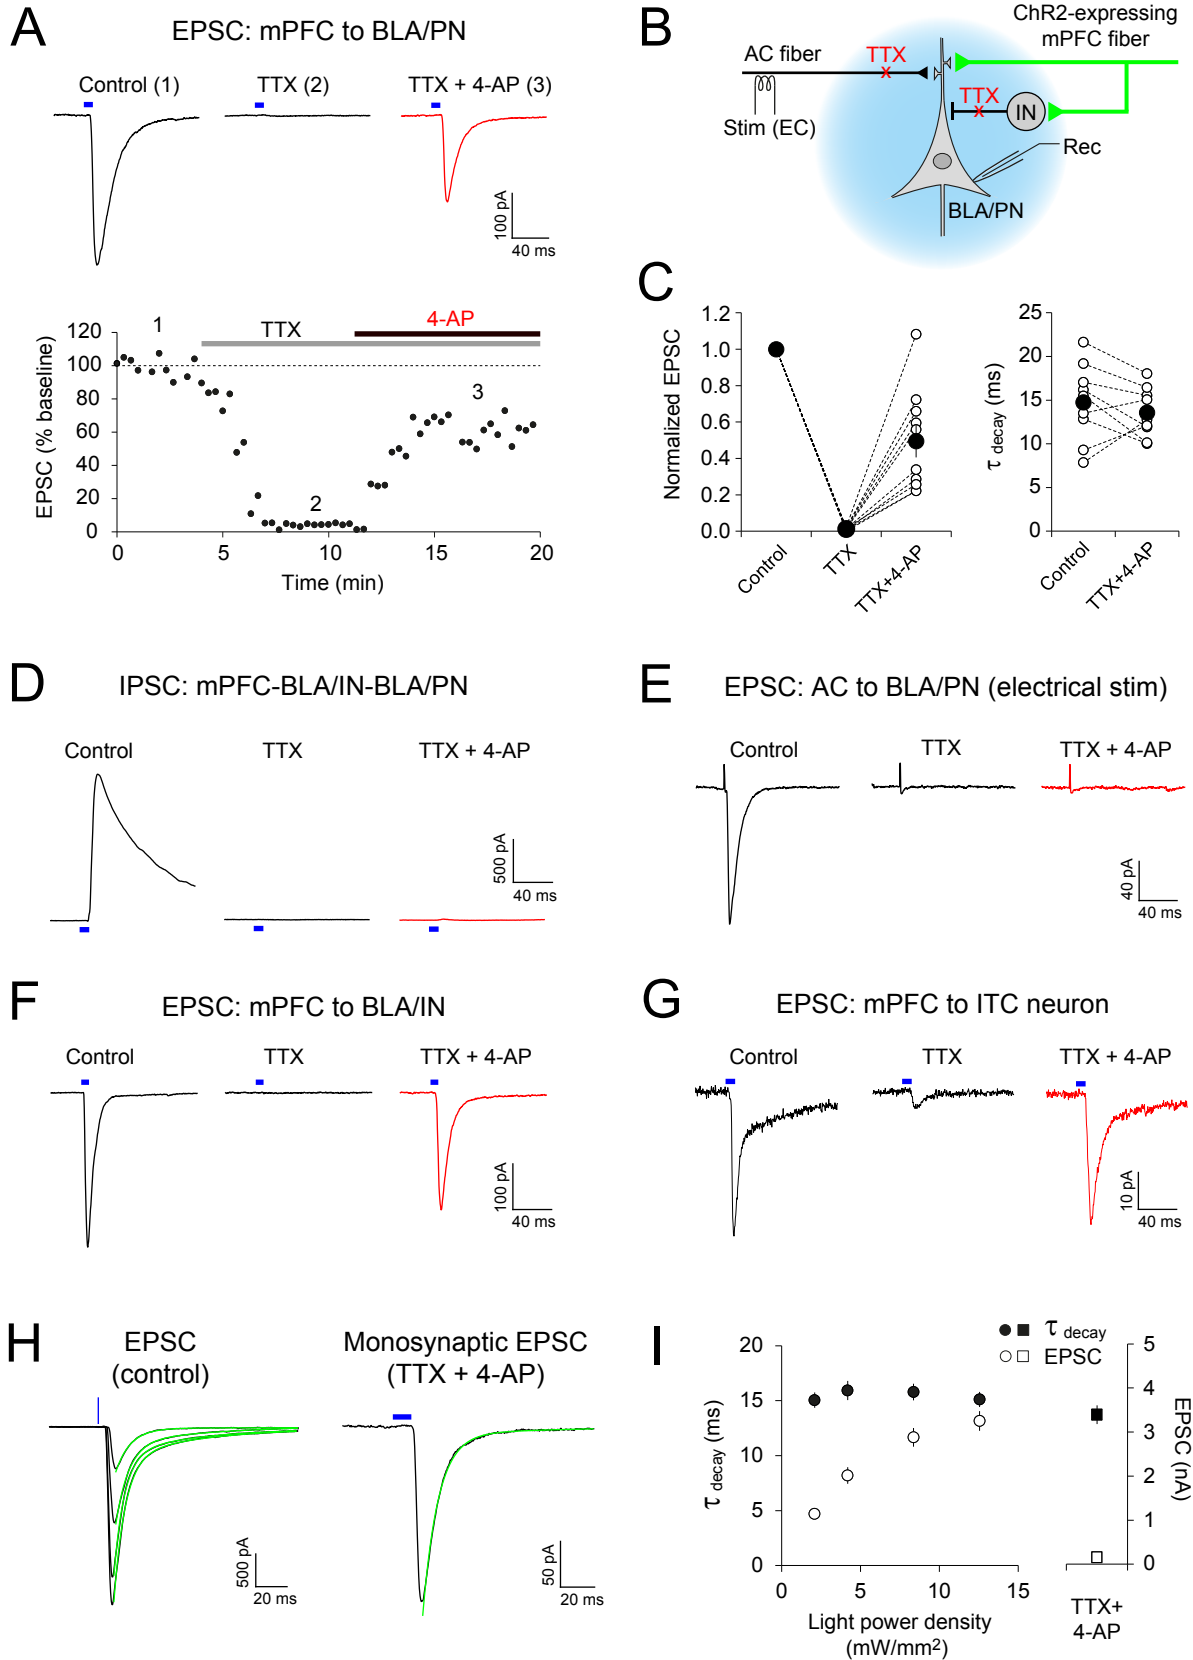 A
EPSC: mPFC to BLA/PN
Control (1)
TTX (2)
TTX + 4-AP (3)
100 pA
40 ms
EPSC (% baseline)
120
100
80
60
40
20
0
1
2
3
TTX
4-AP
0
5
10
15
20
Time (min)
B
ChR2-expressing
mPFC fiber
AC fiber
TTX
x
Stim (EC)
TTX
x
IN
Rec
BLA/PN
C
Normalized EPSC
1.2
1.0
0.8
0.6
0.4
0.2
0.0
Control
TTX
TTX+4-AP
τ decay (ms)
25
20
15
10
5
0
Control
TTX+4-AP
D
IPSC: mPFC-BLA/IN-BLA/PN
Control
TTX
TTX + 4-AP
500 pA
40 ms
E
EPSC: AC to BLA/PN (electrical stim)
Control
TTX
TTX + 4-AP
40 pA
40 ms
F
EPSC: mPFC to BLA/IN
Control
TTX
TTX + 4-AP
100 pA
40 ms
G
EPSC: mPFC to ITC neuron
Control
TTX
TTX + 4-AP
10 pA
40 ms
H
EPSC
(control)
500 pA
20 ms
Monosynaptic EPSC
(TTX + 4-AP)
50 pA
20 ms
I
τ decay
EPSC
τ decay (ms)
20
15
10
5
0
0
5
10
15
Light power density
(mW/mm²)
5
4
3
2
1
0
EPSC (nA)
TTX+
4-AP